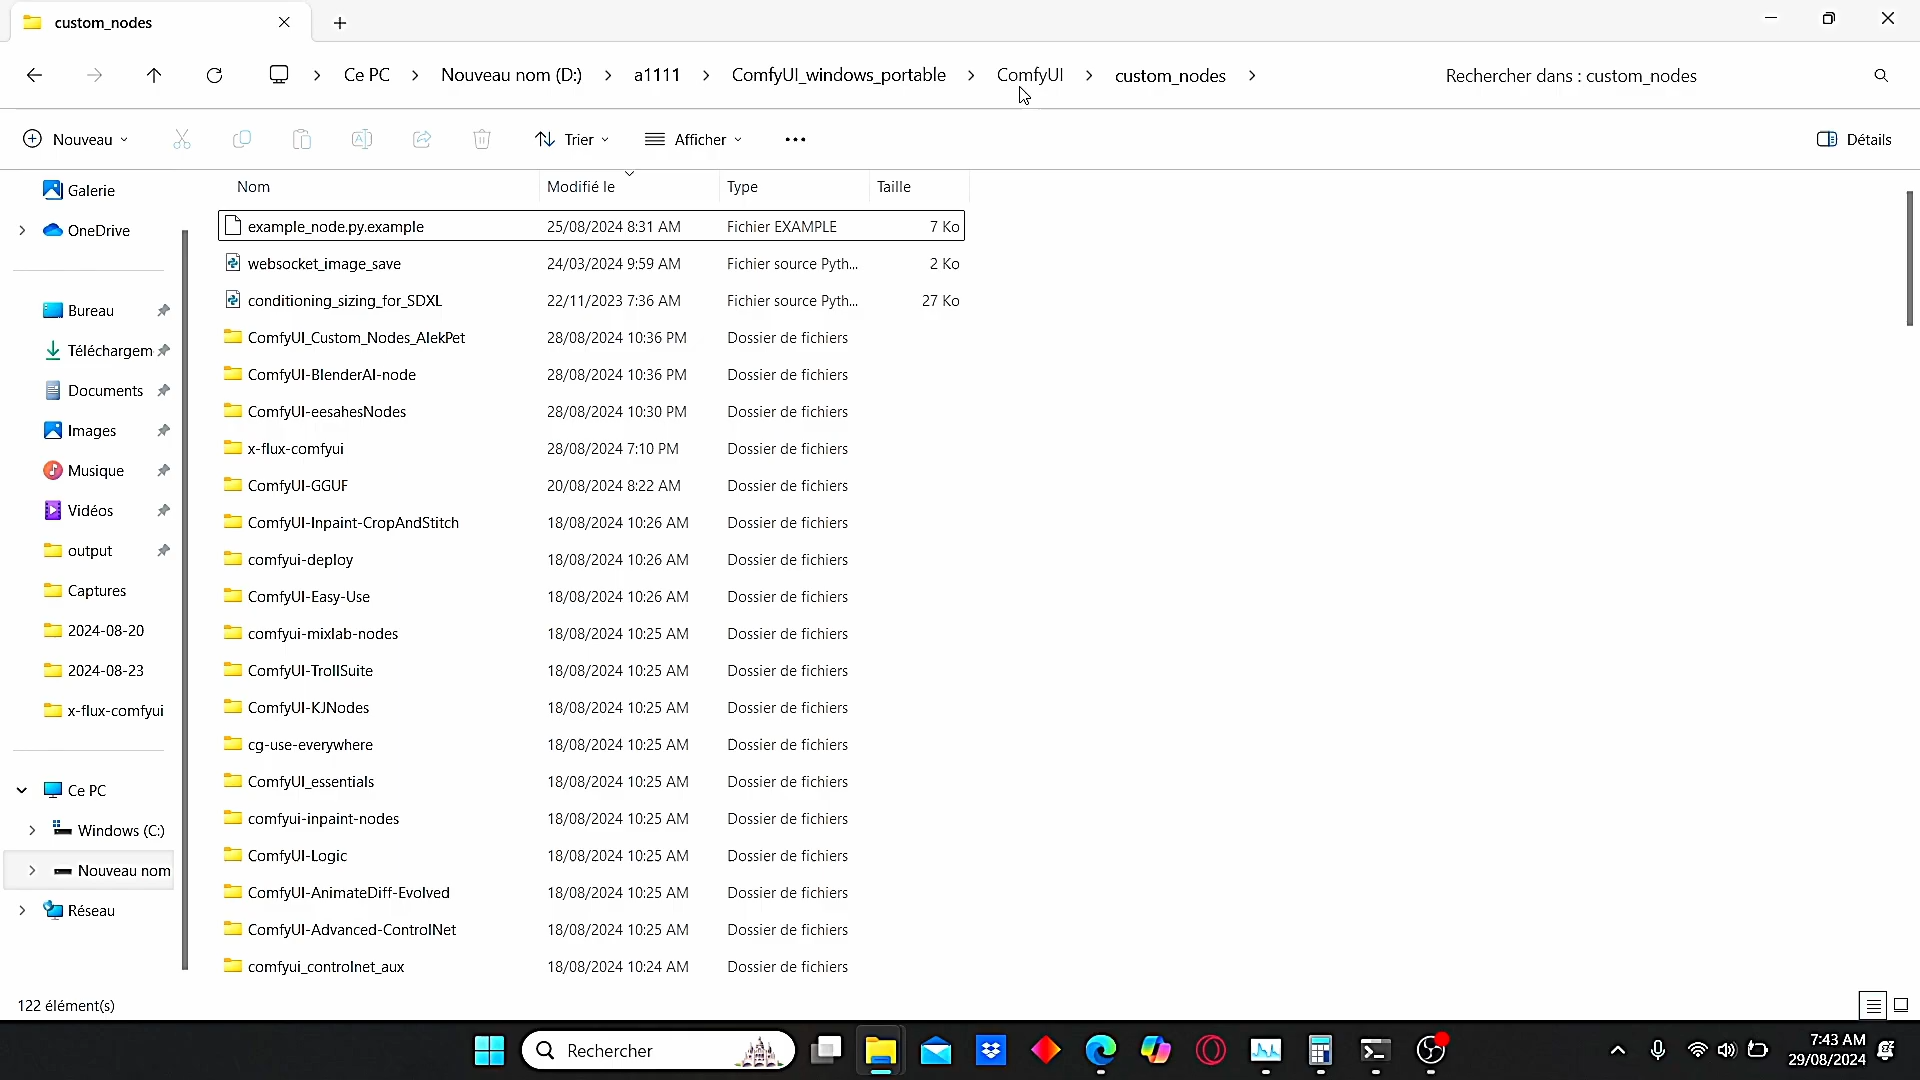 custom_nodes
Ce PC > Nouveau nom (D:) > a1111 > ComfyUI_windows_portable > ComfyUI > custom_nodes >
Rechercher dans : custom_nodes
Nouveau
Trier
Afficher
Détails
Galerie
OneDrive
Bureau
Téléchargem
Documents
Images
Musique
Vidéos
output
Captures
2024-08-20
2024-08-23
x-flux-comfyui
Ce PC
Windows (C:)
Nouveau nom
Réseau
Nom Modifié le Type Taille
example_node.py.example 25/08/2024 8:31 AM Fichier EXAMPLE 7 Ko
websocket_image_save 24/03/2024 9:59 AM Fichier source Pyth... 2 Ko
conditioning_sizing_for_SDXL 22/11/2023 7:36 AM Fichier source Pyth... 27 Ko
ComfyUI_Custom_Nodes_AlekPet 28/08/2024 10:36 PM Dossier de fichiers
ComfyUI-BlenderAI-node 28/08/2024 10:36 PM Dossier de fichiers
ComfyUI-eesahesNodes 28/08/2024 10:30 PM Dossier de fichiers
x-flux-comfyui 28/08/2024 7:10 PM Dossier de fichiers
ComfyUI-GGUF 20/08/2024 8:22 AM Dossier de fichiers
ComfyUI-Inpaint-CropAndStitch 18/08/2024 10:26 AM Dossier de fichiers
comfyui-deploy 18/08/2024 10:26 AM Dossier de fichiers
ComfyUI-Easy-Use 18/08/2024 10:26 AM Dossier de fichiers
comfyui-mixlab-nodes 18/08/2024 10:25 AM Dossier de fichiers
ComfyUI-TrollSuite 18/08/2024 10:25 AM Dossier de fichiers
ComfyUI-KJNodes 18/08/2024 10:25 AM Dossier de fichiers
cg-use-everywhere 18/08/2024 10:25 AM Dossier de fichiers
ComfyUI_essentials 18/08/2024 10:25 AM Dossier de fichiers
comfyui-inpaint-nodes 18/08/2024 10:25 AM Dossier de fichiers
ComfyUI-Logic 18/08/2024 10:25 AM Dossier de fichiers
ComfyUI-AnimateDiff-Evolved 18/08/2024 10:25 AM Dossier de fichiers
ComfyUI-Advanced-ControlNet 18/08/2024 10:25 AM Dossier de fichiers
comfyui_controlnet_aux 18/08/2024 10:24 AM Dossier de fichiers
122 élément(s)
Rechercher
7:43 AM
29/08/2024